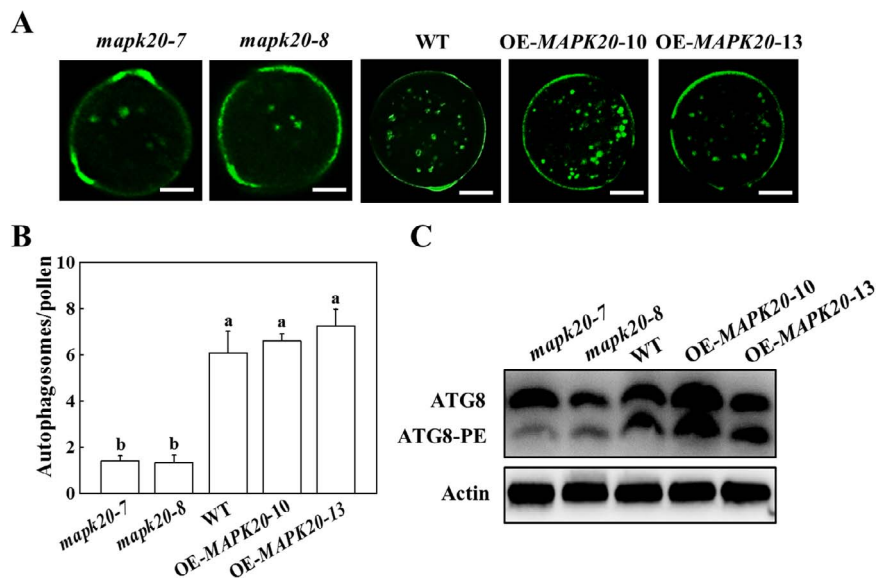 A
mapk20-7 mapk20-8 WT OE-MAPK20-10 OE-MAPK20-13
B
Autophagosomes/pollen
10
8
6
4
2
0
b b a a a
mapk20-7 mapk20-8 WT OE-MAPK20-10 OE-MAPK20-13
C
mapk20-7 mapk20-8 WT OE-MAPK20-10 OE-MAPK20-13
ATG8
ATG8-PE
Actin